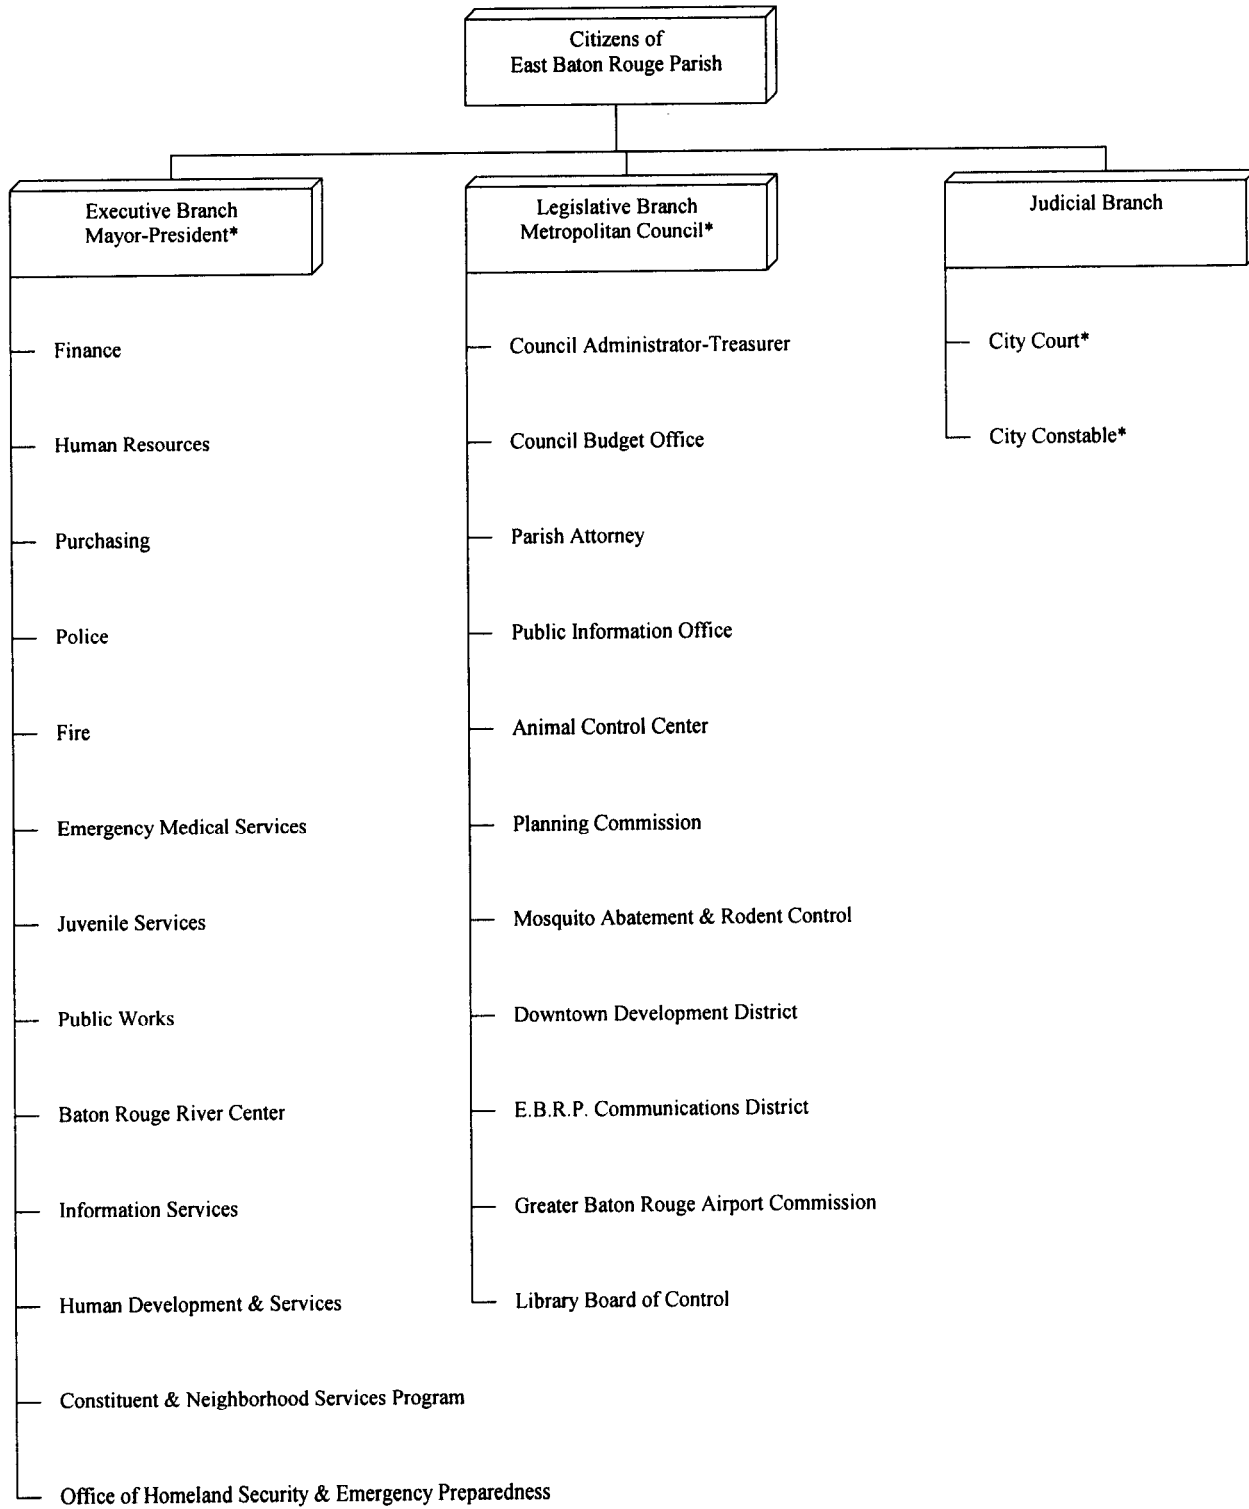 Citizens of
East Baton Rouge Parish
Executive Branch
Mayor-President*
Finance
Human Resources
Purchasing
Police
Fire
Emergency Medical Services
Juvenile Services
Public Works
Baton Rouge River Center
Information Services
Human Development & Services
Constituent & Neighborhood Services Program
Office of Homeland Security & Emergency Preparedness
Legislative Branch
Metropolitan Council*
Council Administrator-Treasurer
Council Budget Office
Parish Attorney
Public Information Office
Animal Control Center
Planning Commission
Mosquito Abatement & Rodent Control
Downtown Development District
E.B.R.P. Communications District
Greater Baton Rouge Airport Commission
Library Board of Control
Judicial Branch
City Court*
City Constable*